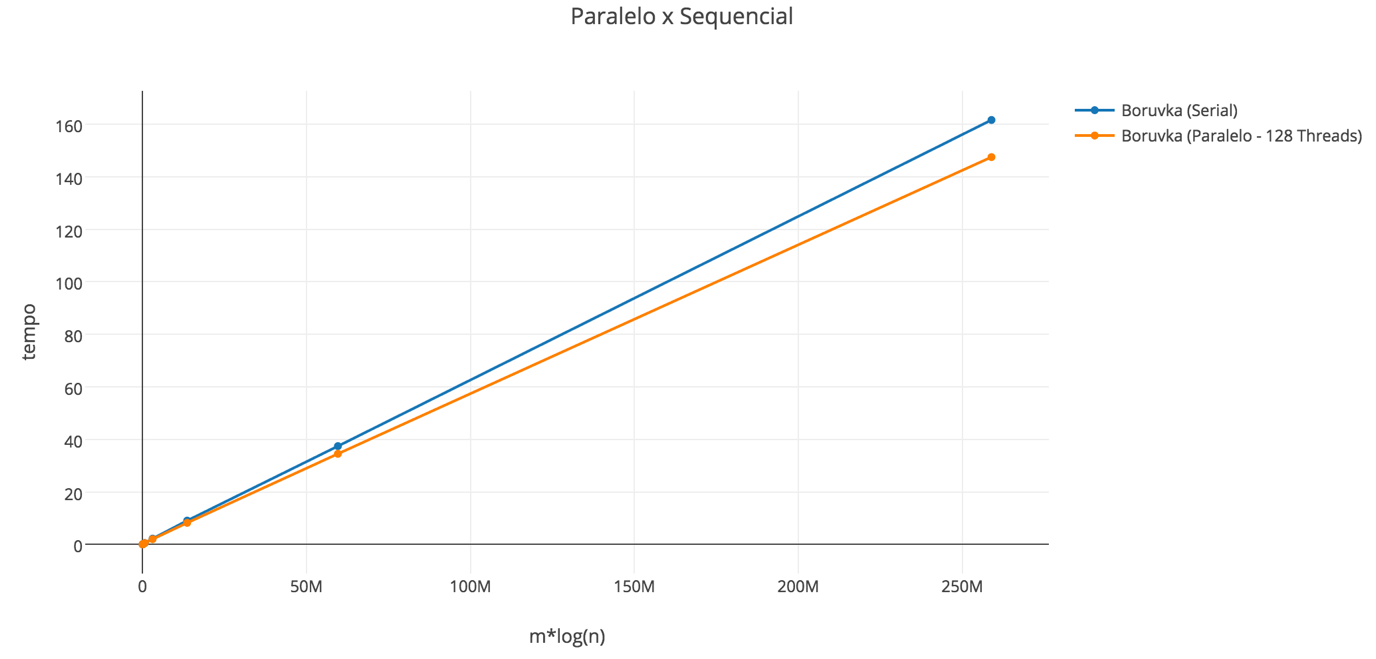 Paralelo x Sequencial
Boruvka (Serial)
Boruvka (Paralelo - 128 Threads)
160
140
120
100
80
60
40
20
0
tempo
0 50M 100M 150M 200M 250M
m*log(n)